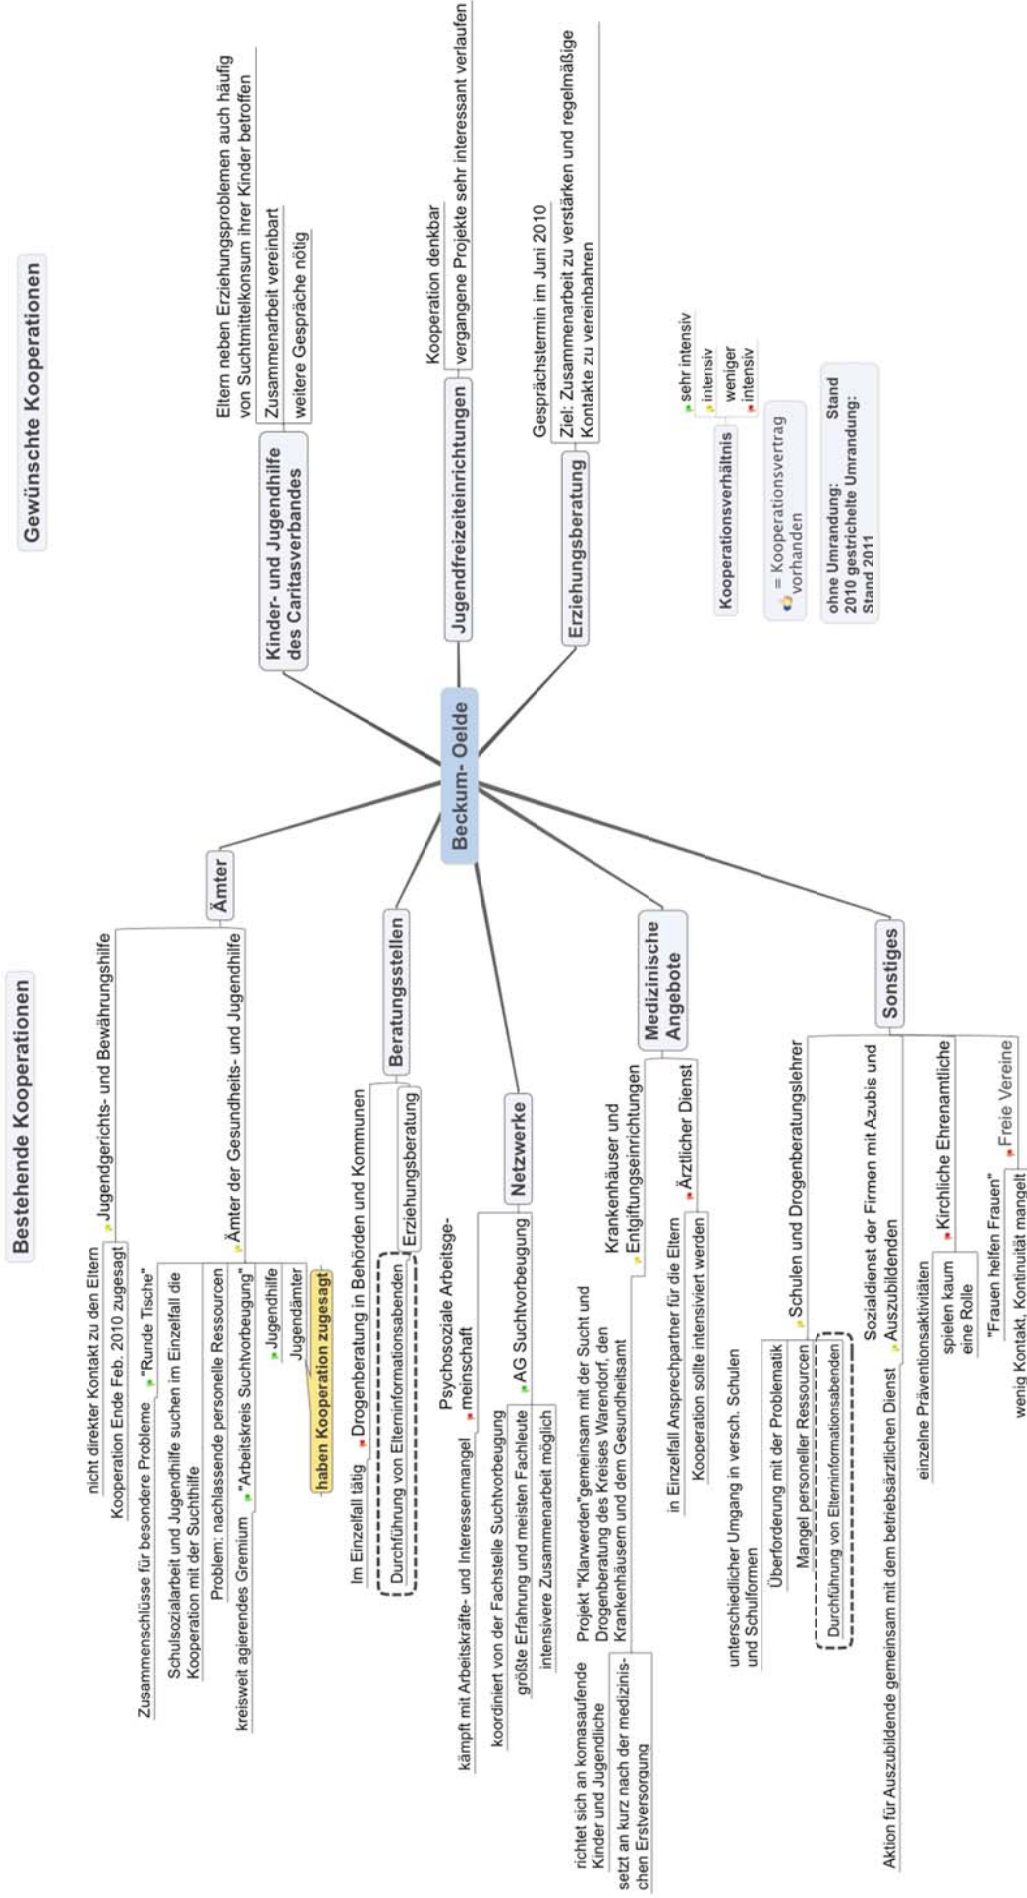 Bestehende Kooperationen
Gewünschte Kooperationen
Beckum- Oelde
Ämter
Jugendgerichts- und Bewährungshilfe
nicht direkter Kontakt zu den Eltern
Kooperation Ende Feb. 2010 zugesagt
Ämter der Gesundheits- und Jugendhilfe
"Runde Tische"
Zusammenschlüsse für besondere Probleme
Schulsozialarbeit und Jugendhilfe suchen im Einzelfall die
Kooperation mit der Suchthilfe
Problem: nachlassende personelle Ressourcen
"Arbeitskreis Suchtvorbeugung"
kreisweit agierendes Gremium
Jugendhilfe
Jugendämter
haben Kooperation zugesagt
Beratungsstellen
Drogenberatung in Behörden und Kommunen
Im Einzelfall tätig
Erziehungsberatung
Durchführung von Elterninformationsabenden
Netzwerke
Psychosoziale Arbeitsge-
meinschaft
kämpft mit Arbeitskräfte- und Interessenmangel
AG Suchtvorbeugung
koordiniert von der Fachstelle Suchtvorbeugung
größte Erfahrung und meisten Fachleute
intensivere Zusammenarbeit möglich
Medizinische
Angebote
Krankenhäuser und
Entgiftungseinrichtungen
Projekt "Klarwerden"gemeinsam mit der Sucht und
Drogenberatung des Kreises Warendorf, den
Krankenhäusern und dem Gesundheitsamt
richtet sich an komasaufende
Kinder und Jugendliche
setzt an kurz nach der medizinis-
chen Erstversorgung
Ärztlicher Dienst
in Einzelfall Ansprechpartner für die Eltern
Kooperation sollte intensiviert werden
Sonstiges
Schulen und Drogenberatungslehrer
unterschiedlicher Umgang in versch. Schulen
und Schulformen
Überforderung mit der Problematik
Mangel personeller Ressourcen
Durchführung von Elterninformationsabenden
Sozialdienst der Firmen mit Azubis und
Auszubildenden
Aktion für Auszubildende gemeinsam mit dem betriebsärztlichen Dienst
Kirchliche Ehrenamtliche
einzelne Präventionsaktivitäten
spielen kaum
eine Rolle
Freie Vereine
"Frauen helfen Frauen"
wenig Kontakt, Kontinuität mangelt
Kinder- und Jugendhilfe
des Caritasverbandes
Eltern neben Erziehungsproblemen auch häufig
von Suchtmittelkonsum ihrer Kinder betroffen
Zusammenarbeit vereinbart
weitere Gespräche nötig
Jugendfreizeiteinrichtungen
Kooperation denkbar
vergangene Projekte sehr interessant verlaufen
Erziehungsberatung
Gesprächstermin im Juni 2010
Ziel: Zusammenarbeit zu verstärken und regelmäßige
Kontakte zu vereinbahren
Kooperationsverhältnis
sehr intensiv
intensiv
weniger
intensiv
= Kooperationsvertrag
vorhanden
ohne Umrandung: Stand
2010 gestrichelte Umrandung:
Stand 2011